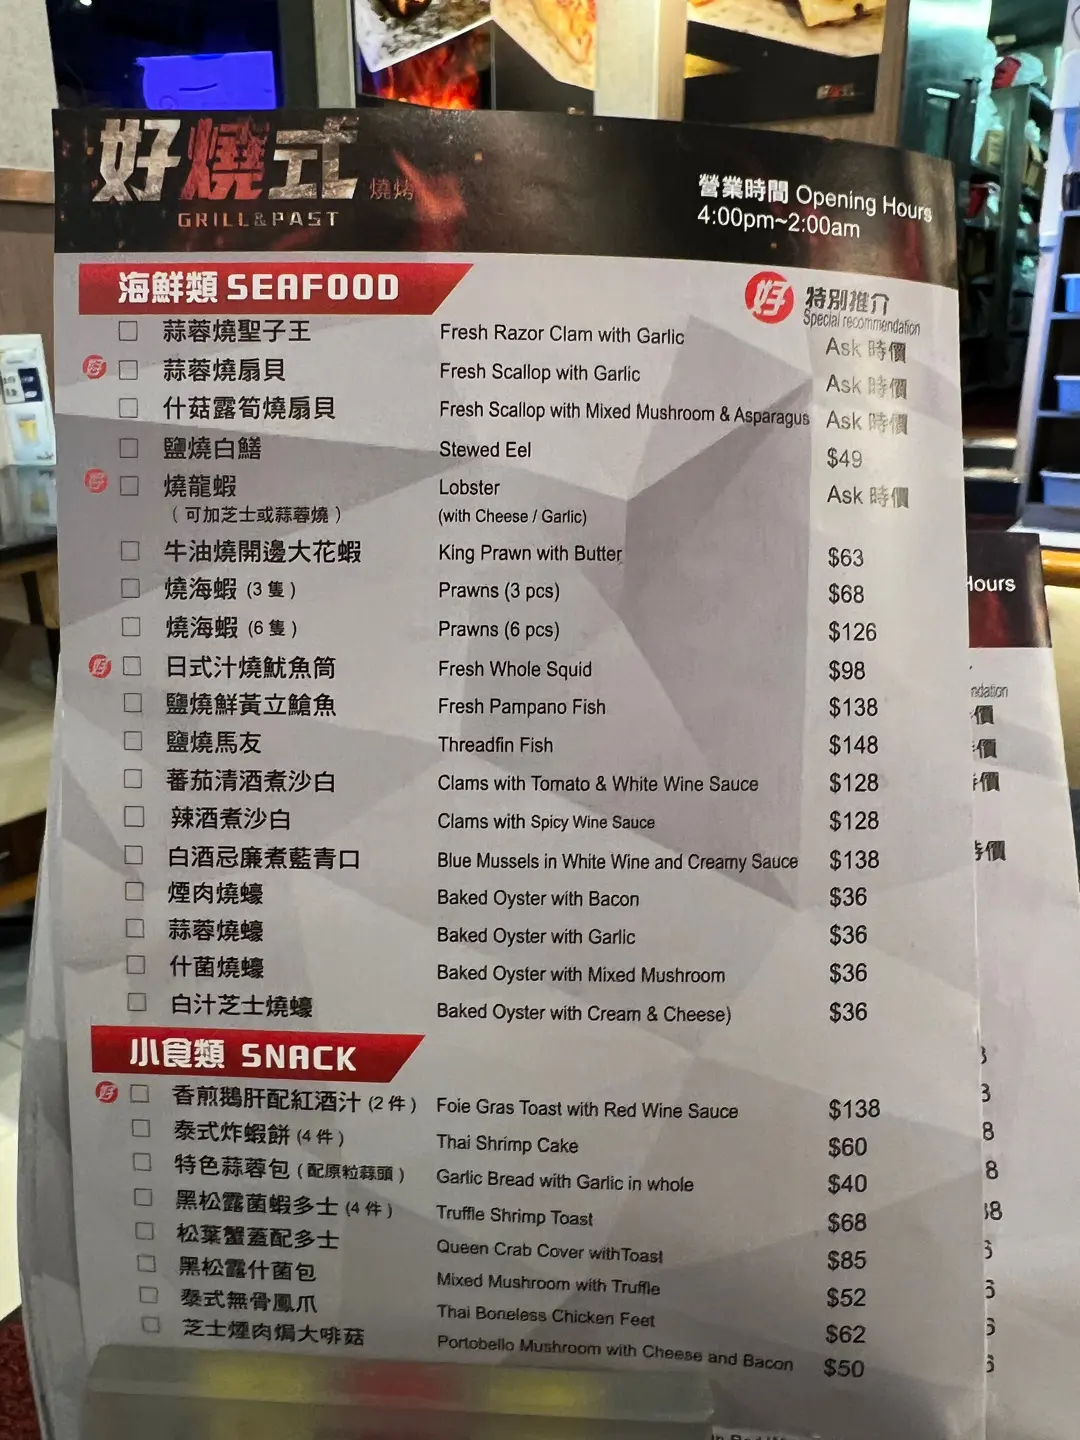 好燒式 燒烤
GRILL&PAST
營業時間 Opening Hours
4:00pm~2:00am
海鮮類 SEAFOOD
好 特別推介
Special recommendation
蒜蓉燒聖子王 Fresh Razor Clam with Garlic Ask 時價
好 蒜蓉燒扇貝 Fresh Scallop with Garlic Ask 時價
什菇露筍燒扇貝 Fresh Scallop with Mixed Mushroom & Asparagus Ask 時價
鹽燒白鱔 Stewed Eel $49
好 燒龍蝦 Lobster Ask 時價
(可加芝士或蒜蓉燒) (with Cheese / Garlic)
牛油燒開邊大花蝦 King Prawn with Butter $63
燒海蝦 (3 隻) Prawns (3 pcs) $68
燒海蝦 (6 隻) Prawns (6 pcs) $126
好 日式汁燒魷魚筒 Fresh Whole Squid $98
鹽燒鮮黃立鯧魚 Fresh Pampano Fish $138
鹽燒馬友 Threadfin Fish $148
蕃茄清酒煮沙白 Clams with Tomato & White Wine Sauce $128
辣酒煮沙白 Clams with Spicy Wine Sauce $128
白酒忌廉煮藍青口 Blue Mussels in White Wine and Creamy Sauce $138
煙肉燒蠔 Baked Oyster with Bacon $36
蒜蓉燒蠔 Baked Oyster with Garlic $36
什菌燒蠔 Baked Oyster with Mixed Mushroom $36
白汁芝士燒蠔 Baked Oyster with Cream & Cheese) $36
小食類 SNACK
好 香煎鵝肝配紅酒汁 (2 件) Foie Gras Toast with Red Wine Sauce $138
泰式炸蝦餅 (4 件) Thai Shrimp Cake $60
特色蒜蓉包 (配原粒蒜頭) Garlic Bread with Garlic in whole $40
黑松露菌蝦多士 (4 件) Truffle Shrimp Toast $68
松葉蟹蓋配多士 Queen Crab Cover withToast $85
黑松露什菌包 Mixed Mushroom with Truffle $52
泰式無骨鳳爪 Thai Boneless Chicken Feet $62
芝士煙肉焗大啡菇 Portobello Mushroom with Cheese and Bacon $50
Hours